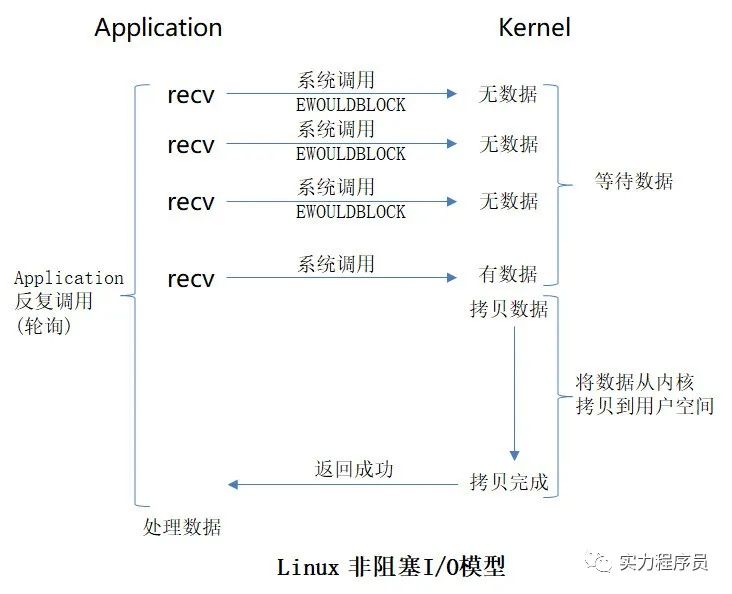 Application Kernel
recv 系统调用 无数据
EWOULDBLOCK
recv 系统调用 无数据
EWOULDBLOCK
等待数据
recv 系统调用 无数据
EWOULDBLOCK
recv 系统调用 有数据
Application
反复调用
(轮询)
拷贝数据
将数据从内核
拷贝到用户空间
返回成功
拷贝完成
处理数据
Linux 非阻塞I/O模型
实力程序员